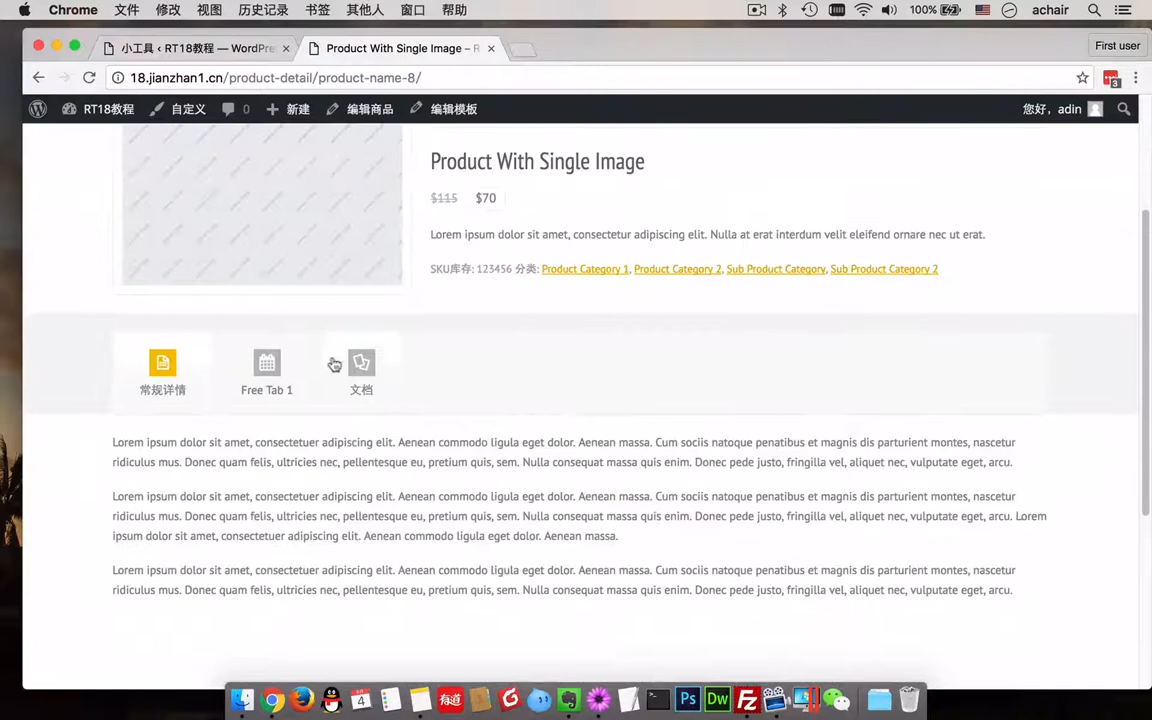 Chrome 文件 修改 视图 历史记录 书签 其他人 窗口 帮助 100% achair
小工具 ‹ RT18教程 — WordPre
Product With Single Image – R
First user
18.jianzhan1.cn/product-detail/product-name-8/
3
RT18教程 自定义 0 新建 编辑商品 编辑模板 您好，adin
Product With Single Image
$115 $70
Lorem ipsum dolor sit amet, consectetur adipiscing elit. Nulla at erat interdum velit eleifend ornare nec ut erat.
SKU库存: 123456 分类: Product Category 1, Product Category 2, Sub Product Category, Sub Product Category 2
常规详情 Free Tab 1 文档
Lorem ipsum dolor sit amet, consectetuer adipiscing elit. Aenean commodo ligula eget dolor. Aenean massa. Cum sociis natoque penatibus et magnis dis parturient montes, nascetur
ridiculus mus. Donec quam felis, ultricies nec, pellentesque eu, pretium quis, sem. Nulla consequat massa quis enim. Donec pede justo, fringilla vel, aliquet nec, vulputate eget, arcu.
Lorem ipsum dolor sit amet, consectetuer adipiscing elit. Aenean commodo ligula eget dolor. Aenean massa. Cum sociis natoque penatibus et magnis dis parturient montes, nascetur
ridiculus mus. Donec quam felis, ultricies nec, pellentesque eu, pretium quis, sem. Nulla consequat massa quis enim. Donec pede justo, fringilla vel, aliquet nec, vulputate eget, arcu. Lorem
ipsum dolor sit amet, consectetuer adipiscing elit. Aenean commodo ligula eget dolor. Aenean massa.
Lorem ipsum dolor sit amet, consectetuer adipiscing elit. Aenean commodo ligula eget dolor. Aenean massa. Cum sociis natoque penatibus et magnis dis parturient montes, nascetur
ridiculus mus. Donec quam felis, ultricies nec, pellentesque eu, pretium quis, sem. Nulla consequat massa quis enim. Donec pede justo, fringilla vel, aliquet nec, vulputate eget, arcu.
4 有道 Ps Dw Fz